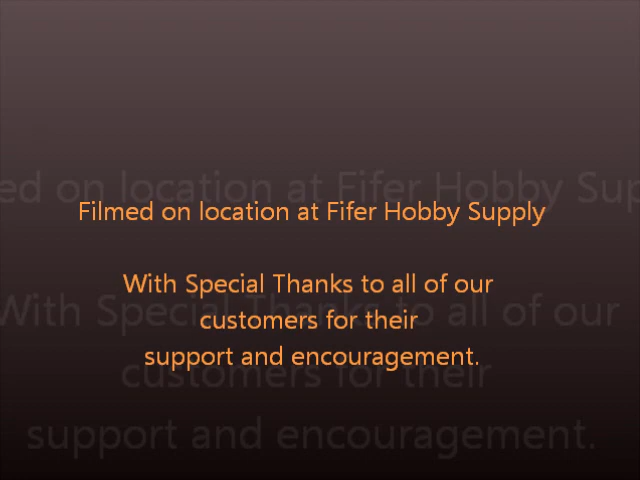 Filmed on location at Fifer Hobby Supply
With Special Thanks to all of our
customers for their
support and encouragement.